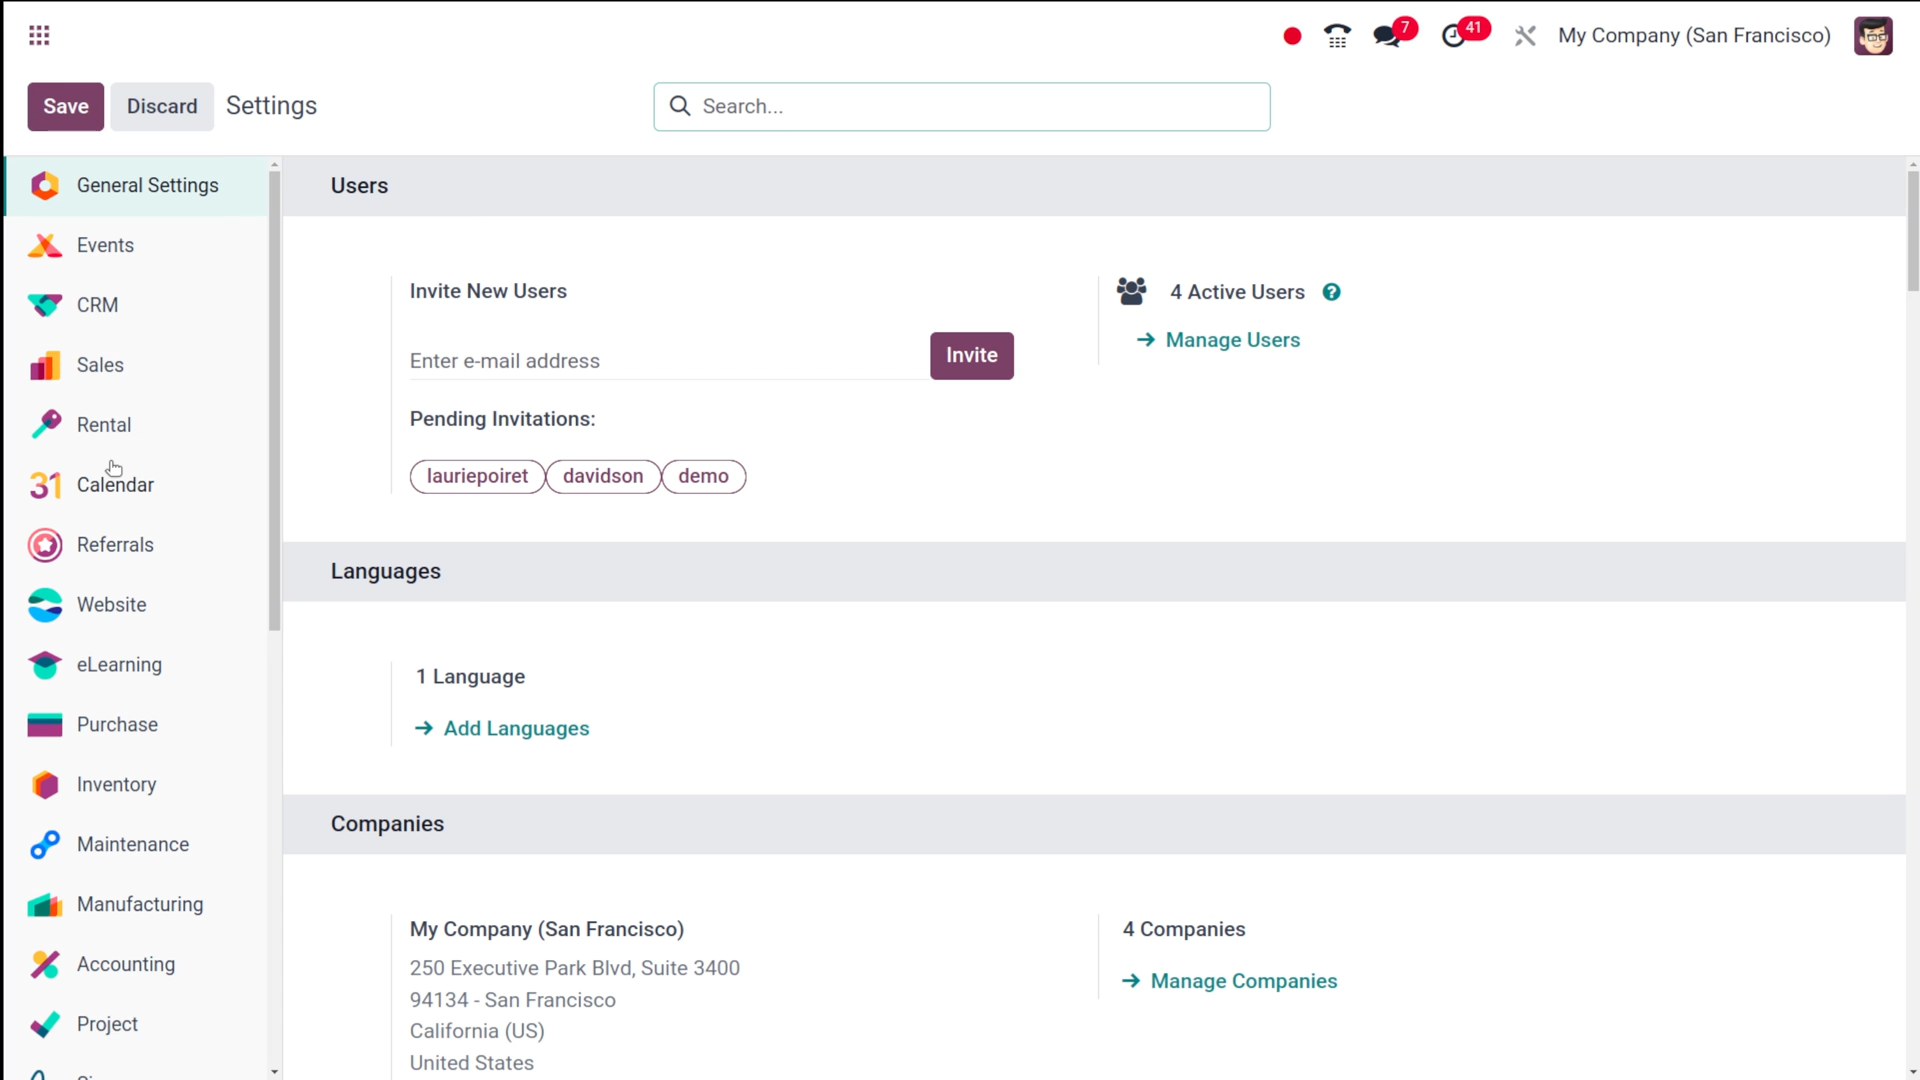 7
41
My Company (San Francisco)
Save
Discard
Settings
Search...
General Settings
Events
CRM
Sales
Rental
31
Calendar
Referrals
Website
eLearning
Purchase
Inventory
Maintenance
Manufacturing
Accounting
Project
Users
Invite New Users
Enter e-mail address
Invite
Pending Invitations:
lauriepoiret
davidson
demo
4 Active Users
?
Manage Users
Languages
1 Language
Add Languages
Companies
My Company (San Francisco)
250 Executive Park Blvd, Suite 3400
94134 - San Francisco
California (US)
United States
4 Companies
Manage Companies